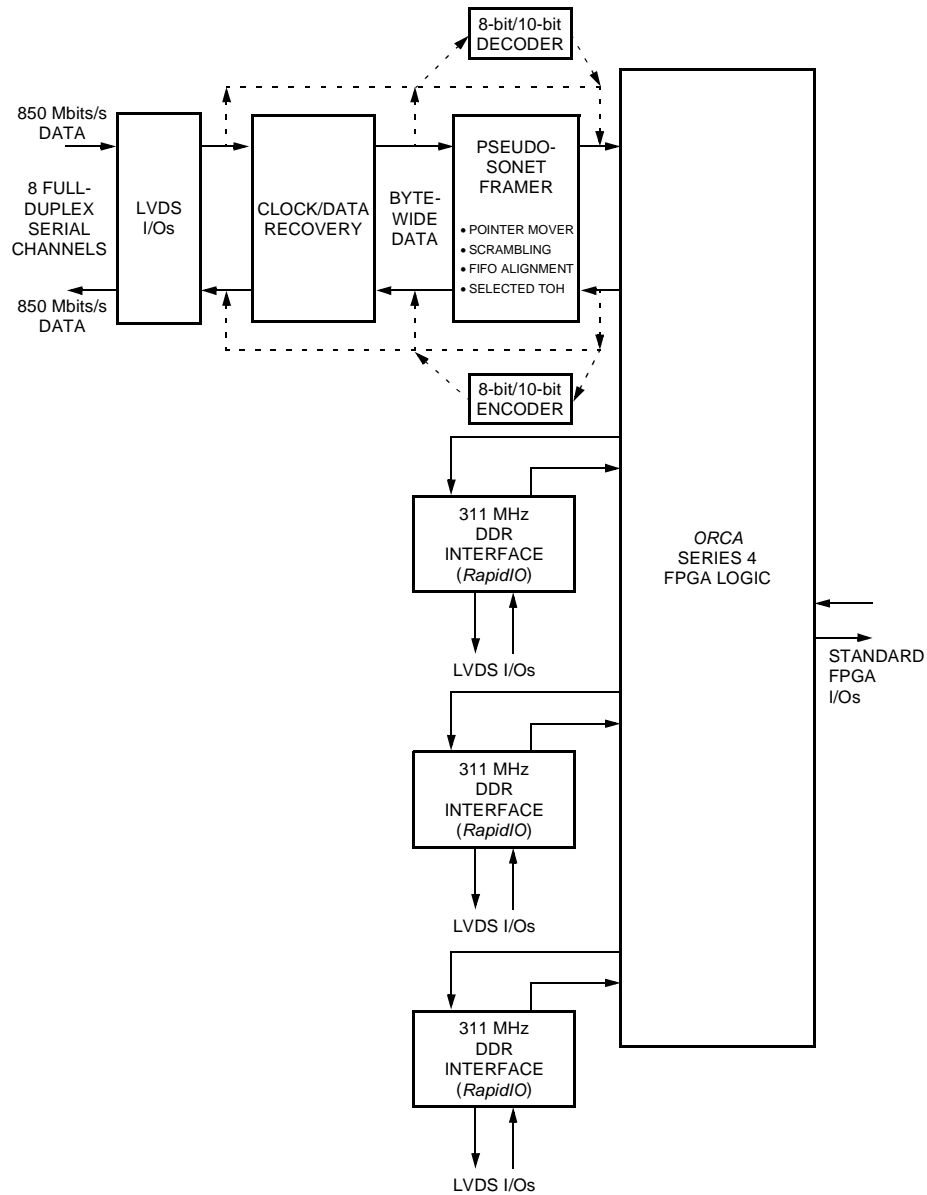 8-bit/10-bit
DECODER
850 Mbits/s
DATA
8 FULL-
DUPLEX
SERIAL
CHANNELS
850 Mbits/s
DATA
LVDS
I/Os
CLOCK/DATA
RECOVERY
BYTE-
WIDE
DATA
PSEUDO-
SONET
FRAMER
• POINTER MOVER
• SCRAMBLING
• FIFO ALIGNMENT
• SELECTED TOH
8-bit/10-bit
ENCODER
311 MHz
DDR
INTERFACE
(RapidIO)
LVDS I/Os
311 MHz
DDR
INTERFACE
(RapidIO)
LVDS I/Os
311 MHz
DDR
INTERFACE
(RapidIO)
LVDS I/Os
ORCA
SERIES 4
FPGA LOGIC
STANDARD
FPGA
I/Os